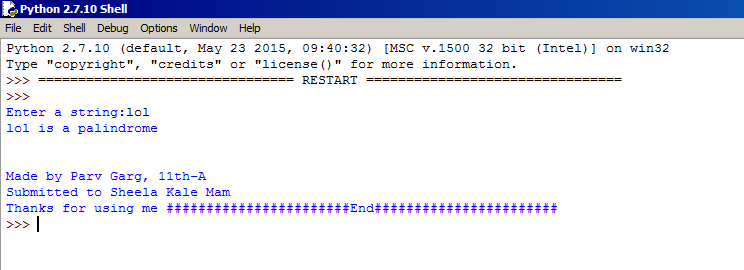 Python 2.7.10 Shell
File Edit Shell Debug Options Window Help
Python 2.7.10 (default, May 23 2015, 09:40:32) [MSC v.1500 32 bit (Intel)] on win32
Type "copyright", "credits" or "license()" for more information.
>>> ================================ RESTART ================================
>>>
Enter a string:lol
lol is a palindrome
Made by Parv Garg, 11th-A
Submitted to Sheela Kale Mam
Thanks for using me #######################End#######################
>>>